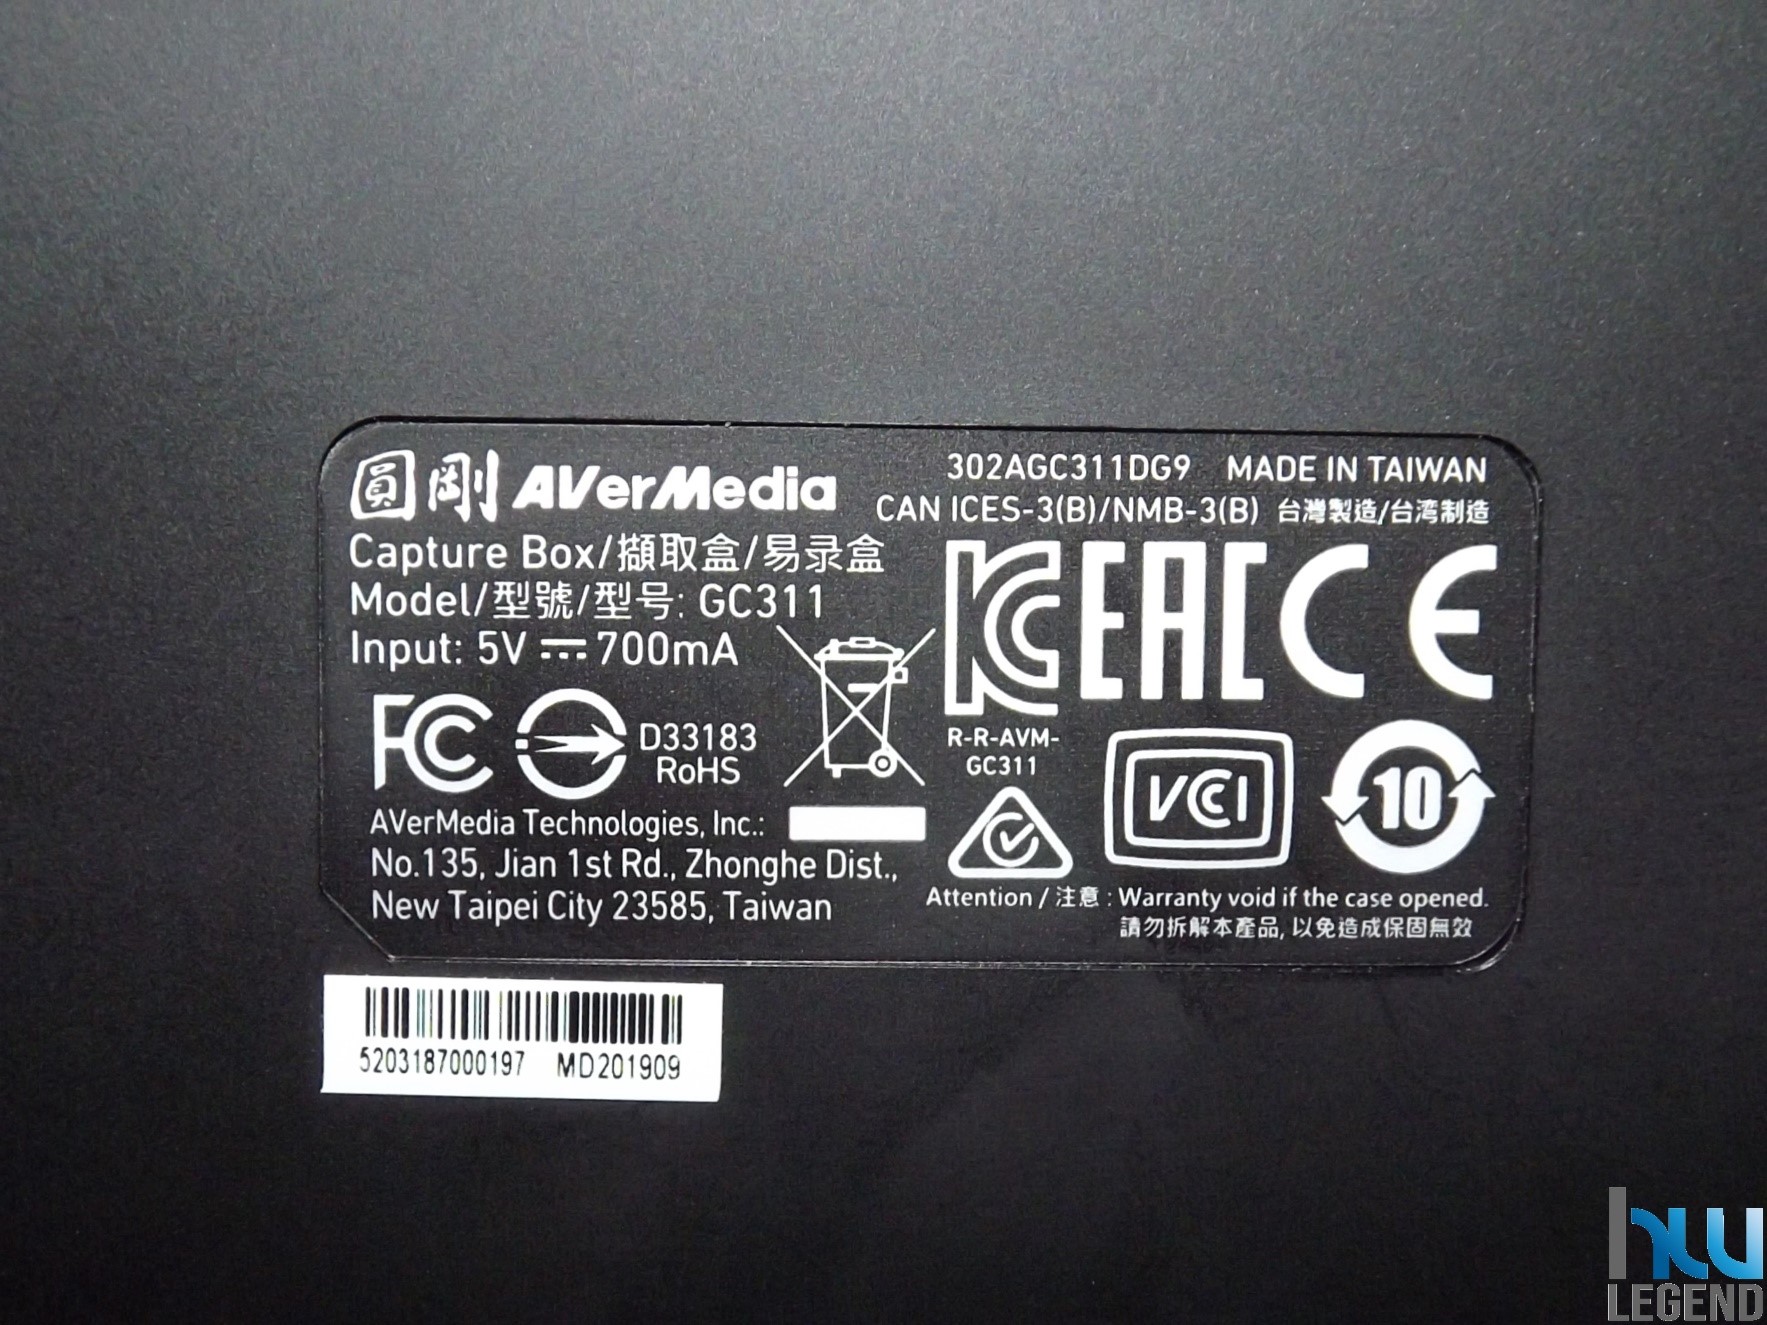 圓剛 AVerMedia
302AGC311DG9 MADE IN TAIWAN
CAN ICES-3(B)/NMB-3(B) 台灣製造/台湾制造
Capture Box/擷取盒/易录盒
Model/型號/型号: GC311
Input: 5V ⎓ 700mA
KC EAC CE
FC D33183
RoHS
R-R-AVM-
GC311
VCCI
10
AVerMedia Technologies, Inc.:
No.135, Jian 1st Rd., Zhonghe Dist.,
New Taipei City 23585, Taiwan
Attention / 注意 : Warranty void if the case opened.
請勿拆解本產品, 以免造成保固無效
5203187000197 MD201909
hw
LEGEND